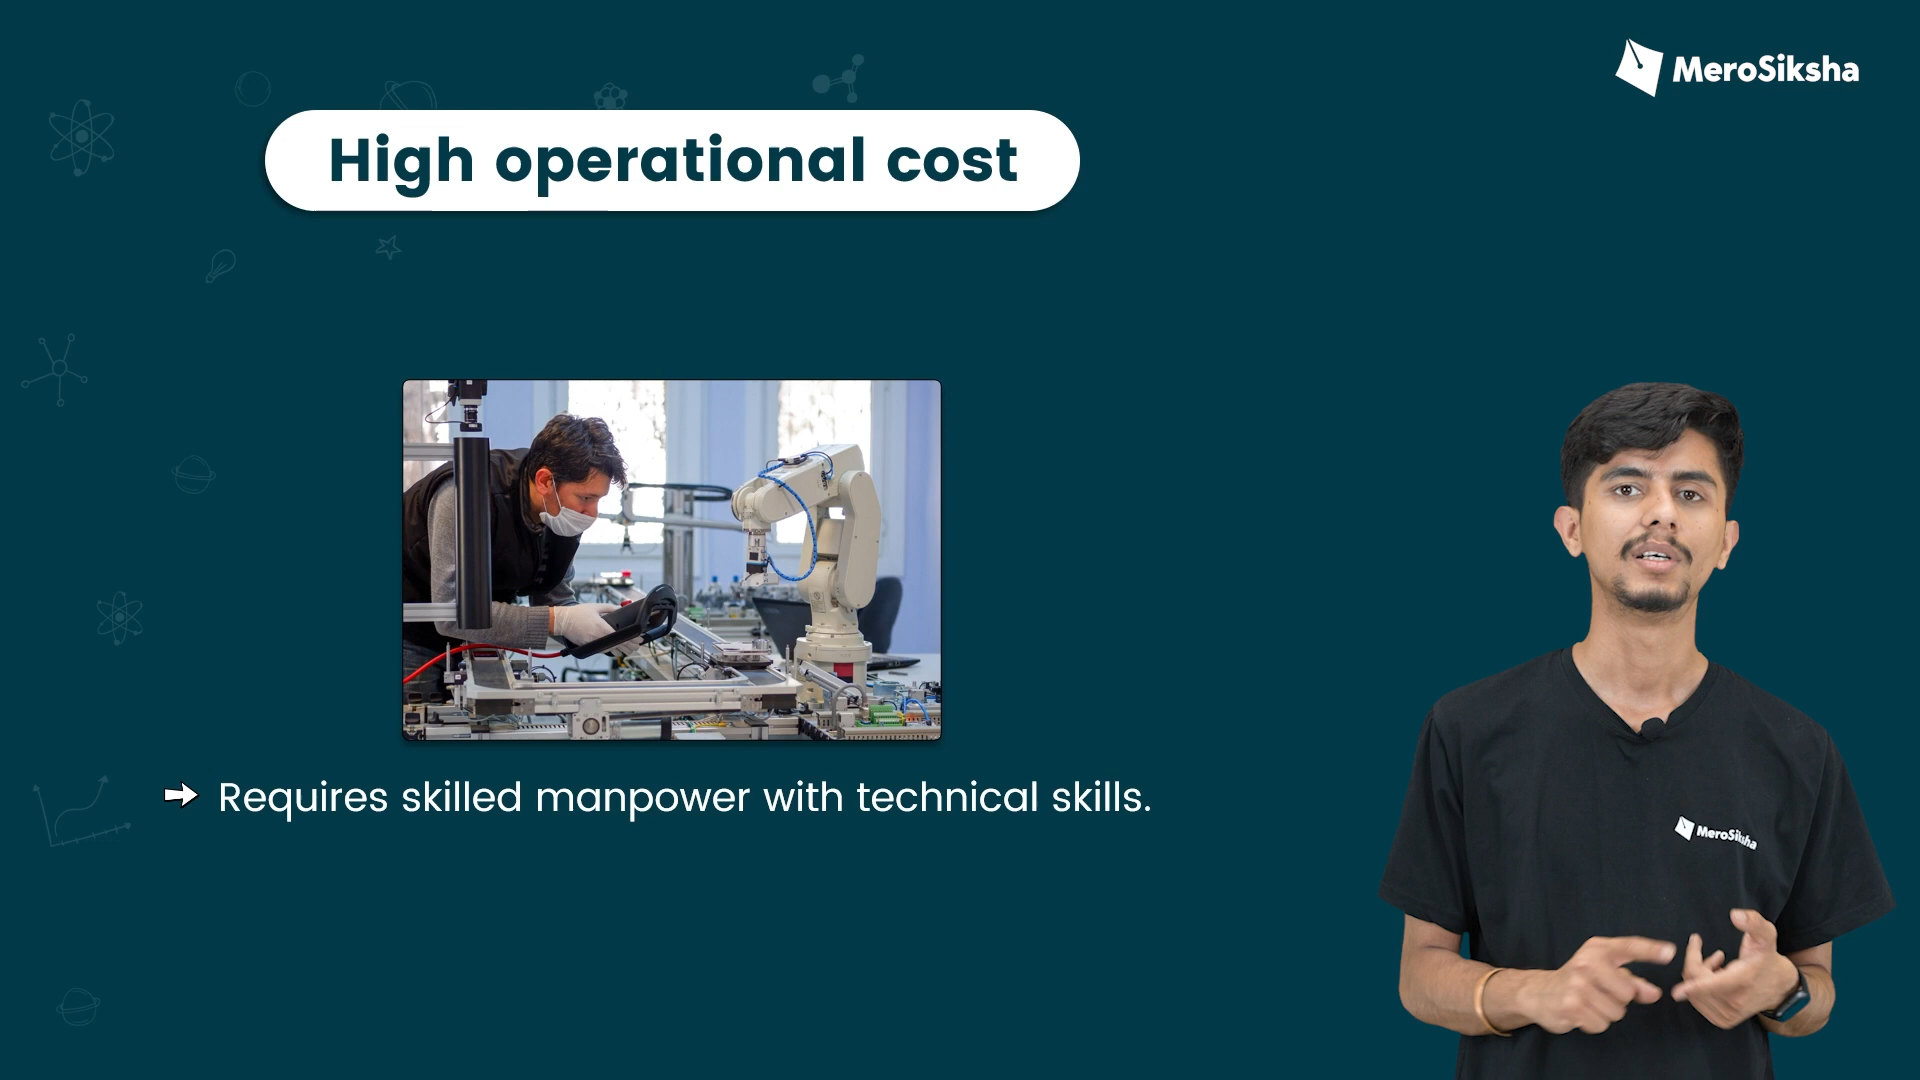 MeroSiksha
High operational cost
Requires skilled manpower with technical skills.
MeroSiksha